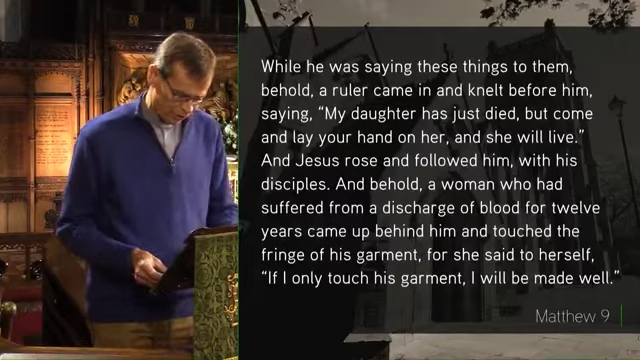 While he was saying these things to them,
behold, a ruler came in and knelt before him,
saying, “My daughter has just died, but come
and lay your hand on her, and she will live.”
And Jesus rose and followed him, with his
disciples. And behold, a woman who had
suffered from a discharge of blood for twelve
years came up behind him and touched the
fringe of his garment, for she said to herself,
“If I only touch his garment, I will be made well.”
Matthew 9